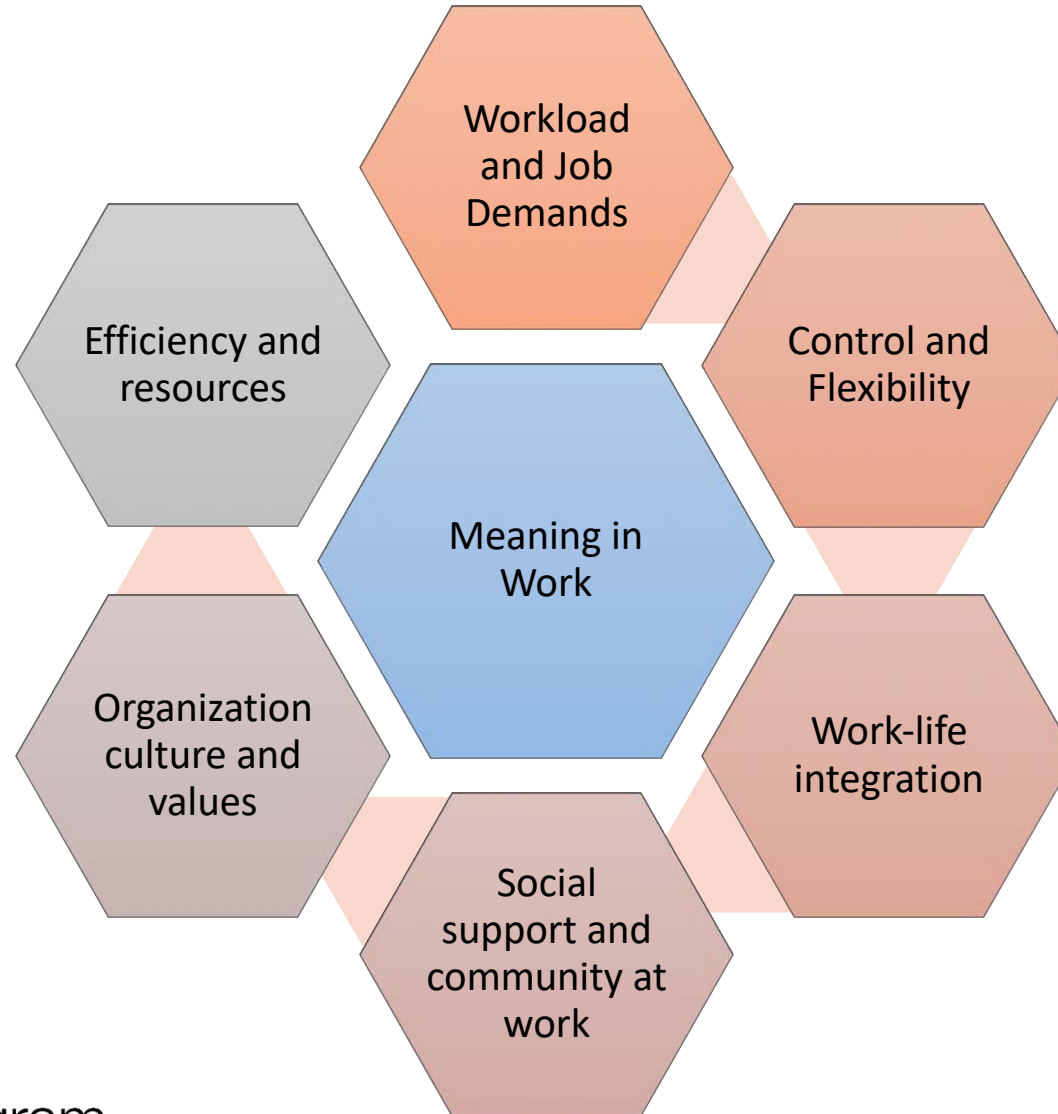 Workload
and Job
Demands
Control and
Flexibility
Work-life
integration
Social
support and
community at
work
Organization
culture and
values
Efficiency and
resources
Meaning in
Work